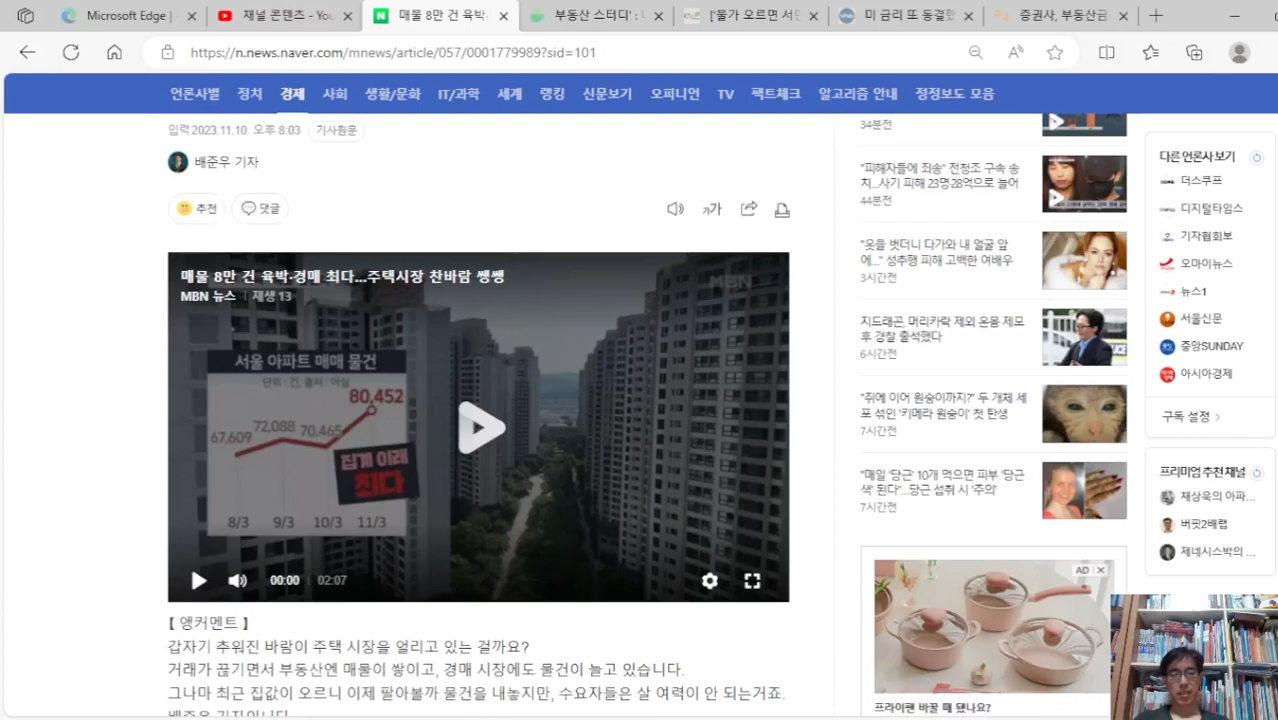 Microsoft Edge |
채널 콘텐츠 - You
매물 8만 건 육박·
부동산 스터디' : 네
['물가 오르면 서민
미 금리 또 동결했
증권사, 부동산금
https://n.news.naver.com/mnews/article/057/0001779989?sid=101
언론사별 정치 경제 사회 생활/문화 IT/과학 세계 랭킹 신문보기 오피니언 TV 팩트체크 알고리즘 안내 정정보도 모음
입력 2023.11.10. 오후 8:03 기사원문
배준우 기자
추천 댓글
가가
매물 8만 건 육박·경매 최다...주택시장 찬바람 쌩쌩
MBN 뉴스 | 재생 13
MBN
서울 아파트 매매 물건
단위 : 건, 출처 : 아실
80,452
72,088
70,465
67,609
집계 이래
최다
8/3 9/3 10/3 11/3
00:00 02:07
【 앵커멘트 】
갑자기 추워진 바람이 주택 시장을 얼리고 있는 걸까요?
거래가 끊기면서 부동산엔 매물이 쌓이고, 경매 시장에도 물건이 늘고 있습니다.
그나마 최근 집값이 오르니 이제 팔아볼까 물건을 내놓지만, 수요자들은 살 여력이 안 되는거죠.
배준우 기자입니다.
34분전
"피해자들에 죄송" 전청조 구속 송
치...사기 피해 23명 28억으로 늘어
44분전
"옷을 벗더니 다가와 내 얼굴 앞
에..." 성추행 피해 고백한 여배우
3시간전
지드래곤, 머리카락 제외 온몸 제모
후 경찰 출석했다
6시간전
"쥐에 이어 원숭이까지?" 두 개체 세
포 섞인 '키메라 원숭이' 첫 탄생
7시간전
"매일 '당근' 10개 먹으면 피부 '당근
색' 된다"...당근 섭취 시 '주의'
7시간전
AD
프라이팬 바꿀 때 됐나요?
다른 언론사 보기
더스쿠프
디지털타임스
기자협회보
오마이뉴스
뉴스1
서울신문
중앙SUNDAY
아시아경제
구독 설정
프리미엄 추천 채널
재상욱의 아파...
버핏2배랩
제네시스박의 ...